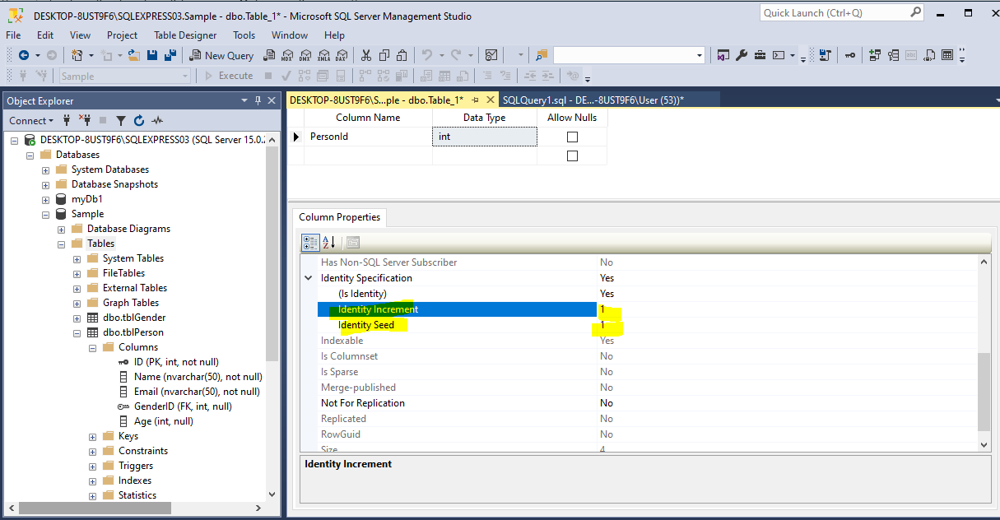 DESKTOP-8UST9F6\SQLEXPRESS03.Sample - dbo.Table_1* - Microsoft SQL Server Management Studio
Quick Launch (Ctrl+Q)
File Edit View Project Table Designer Tools Window Help
New Query MDX DMX XMLA DAX
Sample Execute
Object Explorer
Connect
DESKTOP-8UST9F6\SQLEXPRESS03 (SQL Server 15.0.2
Databases
System Databases
Database Snapshots
myDb1
Sample
Database Diagrams
Tables
System Tables
FileTables
External Tables
Graph Tables
dbo.tblGender
dbo.tblPerson
Columns
ID (PK, int, not null)
Name (nvarchar(50), not null)
Email (nvarchar(50), not null)
GenderID (FK, int, null)
Age (int, null)
Keys
Constraints
Triggers
Indexes
Statistics
DESKTOP-8UST9F6\S...ple - dbo.Table_1* SQLQuery1.sql - DE...-8UST9F6\User (53))*
Column Name Data Type Allow Nulls
PersonId int
Column Properties
Has Non-SQL Server Subscriber No
Identity Specification Yes
(Is Identity) Yes
Identity Increment 1
Identity Seed 1
Indexable Yes
Is Columnset No
Is Sparse No
Merge-published No
Not For Replication No
Replicated No
RowGuid No
Size 4
Identity Increment